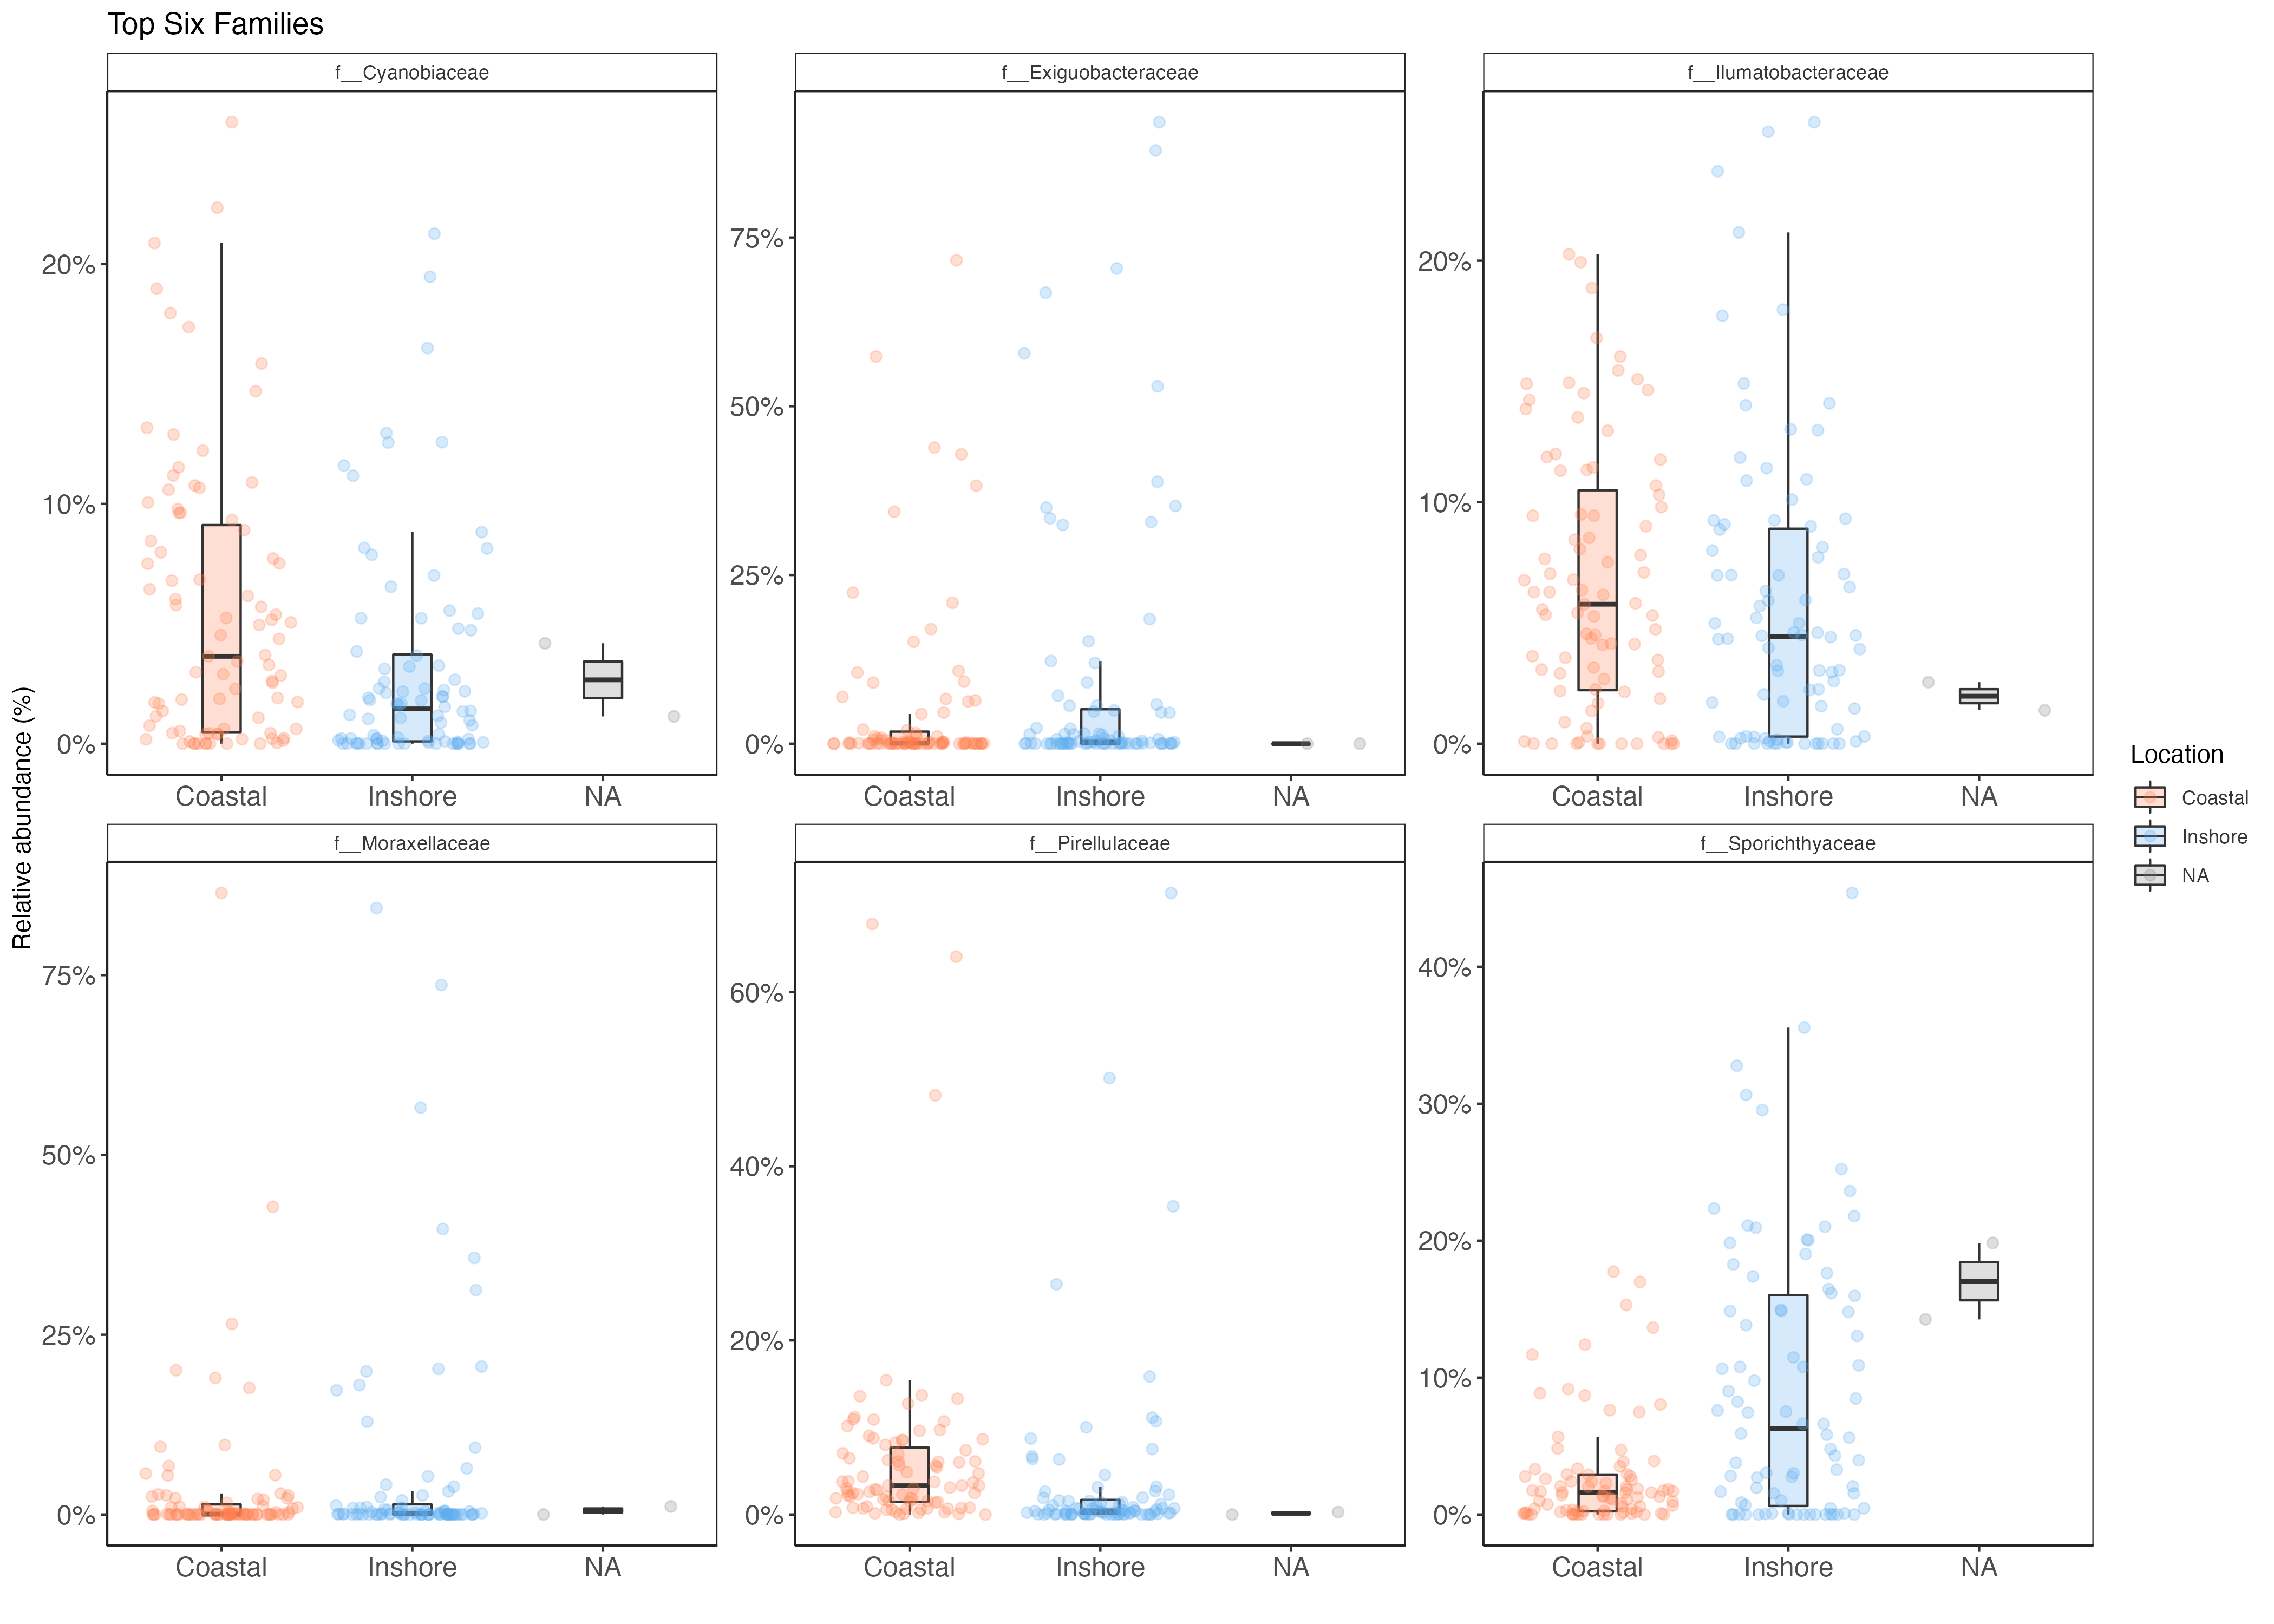 Top Six Families
f__Cyanobiaceae
f__Exiguobacteraceae
f__Ilumatobacteraceae
20%
10%
0%
75%
50%
25%
0%
20%
10%
0%
Coastal Inshore NA
Coastal Inshore NA
Coastal Inshore NA
Relative abundance (%)
f__Moraxellaceae
f__Pirellulaceae
f__Sporichthyaceae
75%
50%
25%
0%
60%
40%
20%
0%
40%
30%
20%
10%
0%
Coastal Inshore NA
Coastal Inshore NA
Coastal Inshore NA
Location
Coastal
Inshore
NA